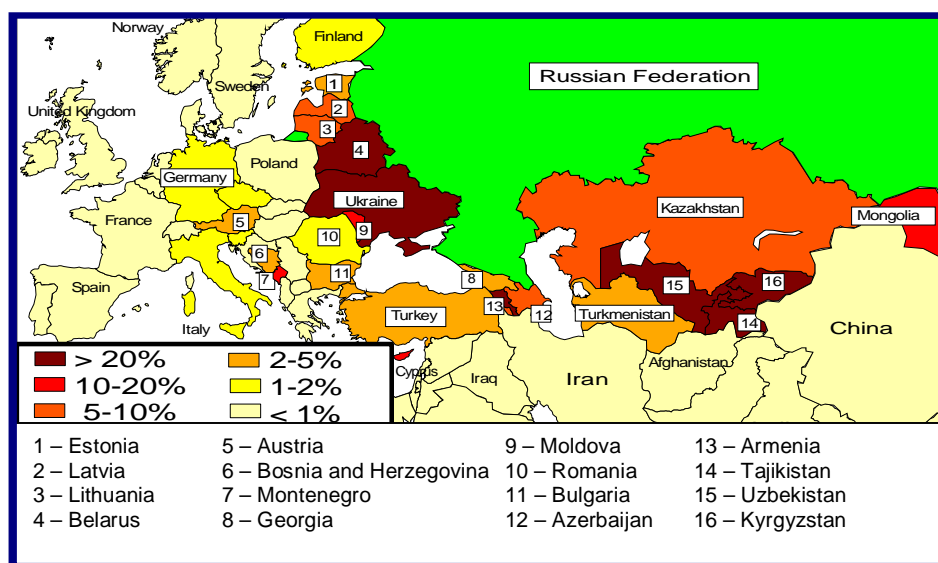 Norway
Finland
Russian Federation
Sweden
United Kingdom
1
2
3
4
Poland
Germany
Ukraine
Kazakhstan
Mongolia
France
5
9
10
6
11
7
8
16
15
Spain
Italy
Turkey
13
12
Turkmenistan
14
China
Cyprus
Iraq
Iran
Afghanistan
> 20% 2-5%
10-20% 1-2%
5-10% < 1%
1 – Estonia 5 – Austria 9 – Moldova 13 – Armenia
2 – Latvia 6 – Bosnia and Herzegovina 10 – Romania 14 – Tajikistan
3 – Lithuania 7 – Montenegro 11 – Bulgaria 15 – Uzbekistan
4 – Belarus 8 – Georgia 12 – Azerbaijan 16 – Kyrgyzstan